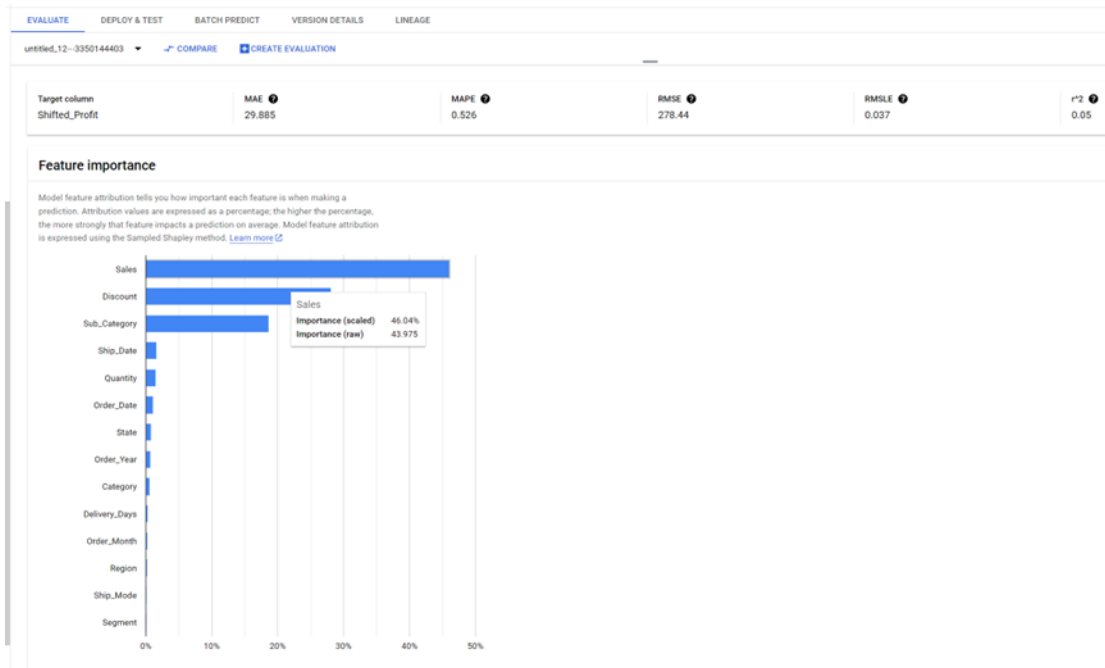 EVALUATE DEPLOY & TEST BATCH PREDICT VERSION DETAILS LINEAGE
untitled_12--3350144403 COMPARE CREATE EVALUATION
Target column MAE MAPE RMSE RMSLE r^2
Shifted_Profit 29.885 0.526 278.44 0.037 0.05
Feature importance
Model feature attribution tells you how important each feature is when making a
prediction. Attribution values are expressed as a percentage; the higher the percentage,
the more strongly that feature impacts a prediction on average. Model feature attribution
is expressed using the Sampled Shapley method. Learn more
Sales
Discount
Sales
Importance (scaled) 46.04%
Sub_Category
Importance (raw) 43.975
Ship_Date
Quantity
Order_Date
State
Order_Year
Category
Delivery_Days
Order_Month
Region
Ship_Mode
Segment
0% 10% 20% 30% 40% 50%